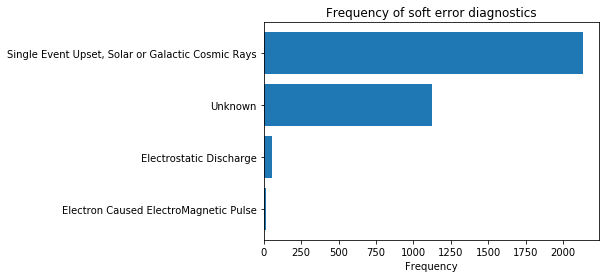 Frequency of soft error diagnostics
Single Event Upset, Solar or Galactic Cosmic Rays
Unknown
Electrostatic Discharge
Electron Caused ElectroMagnetic Pulse
0 250 500 750 1000 1250 1500 1750 2000
Frequency